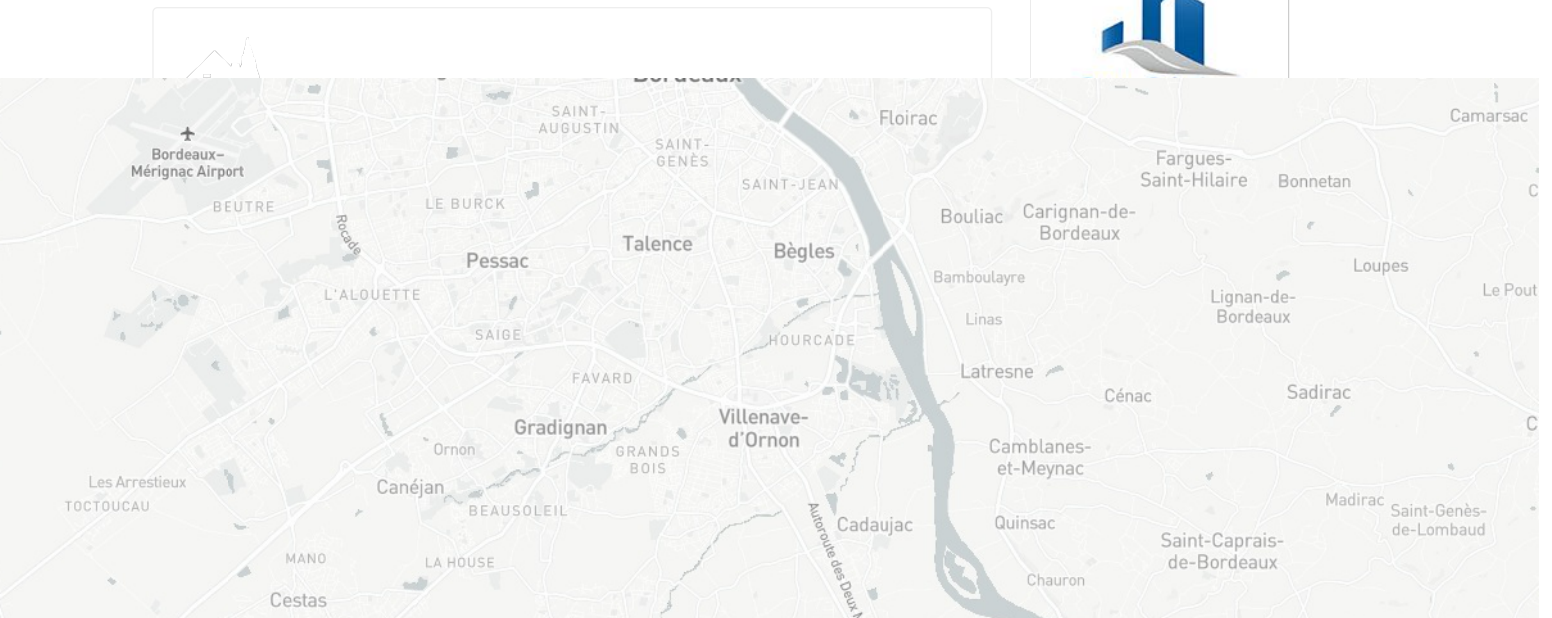 Bordeaux
SAINT-
AUGUSTIN
Floirac
Camarsac
Bordeaux–
Mérignac Airport
SAINT-
GENÈS
Fargues-
Saint-Hilaire
Bonnetan
SAINT-JEAN
LE BURCK
BEUTRE
Rocade
Bouliac
Carignan-de-
Bordeaux
Talence
Bègles
Pessac
Loupes
Bamboulayre
Le Pout
L'ALOUETTE
Lignan-de-
Bordeaux
Linas
SAIGE
HOURCADE
FAVARD
Latresne
Cénac
Sadirac
Gradignan
Villenave-
d'Ornon
Ornon
GRANDS
BOIS
Camblanes-
et-Meynac
Les Arrestieux
TOCTOUCAU
Canéjan
BEAUSOLEIL
Autoroute des Deux M
Cadaujac
Quinsac
Madirac
Saint-Genès-
de-Lombaud
Saint-Caprais-
de-Bordeaux
MANO
LA HOUSE
Chauron
Cestas